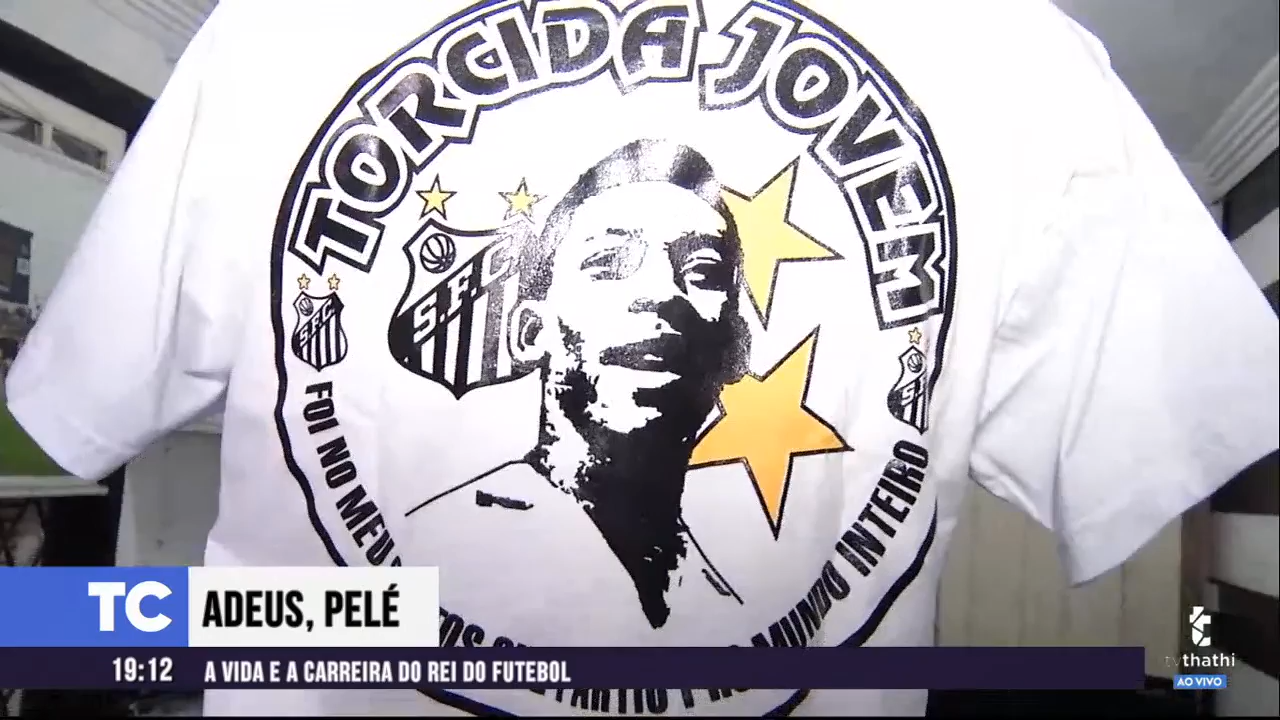 TORCIDA JOVEM
S.F.C
FOI NO MEU
MUNDO INTEIRO
TC
ADEUS, PELÉ
19:12
A VIDA E A CARREIRA DO REI DO FUTEBOL
tvthathi
AO VIVO